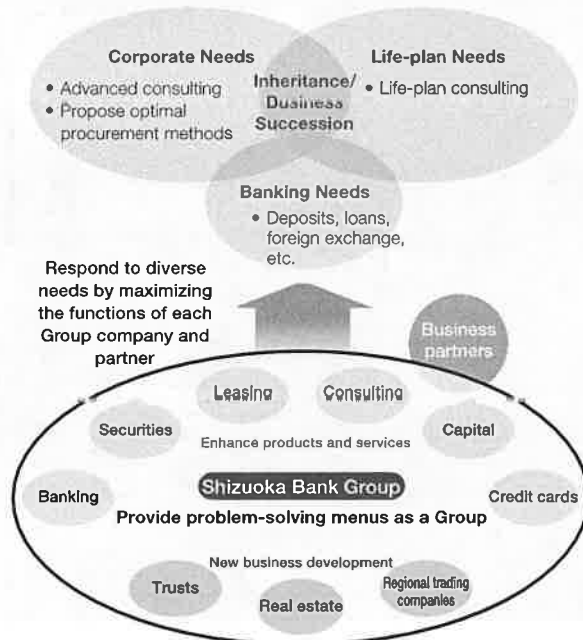 Corporate Needs
• Advanced consulting
• Propose optimal
procurement methods
Inheritance/
Business
Succession
Life-plan Needs
• Life-plan consulting
Banking Needs
• Deposits, loans,
foreign exchange,
etc.
Respond to diverse
needs by maximizing
the functions of each
Group company and
partner
Business
partners
Leasing
Consulting
Securities
Capital
Enhance products and services
Banking
Shizuoka Bank Group
Credit cards
Provide problem-solving menus as a Group
New business development
Trusts
Real estate
Regional trading
companies